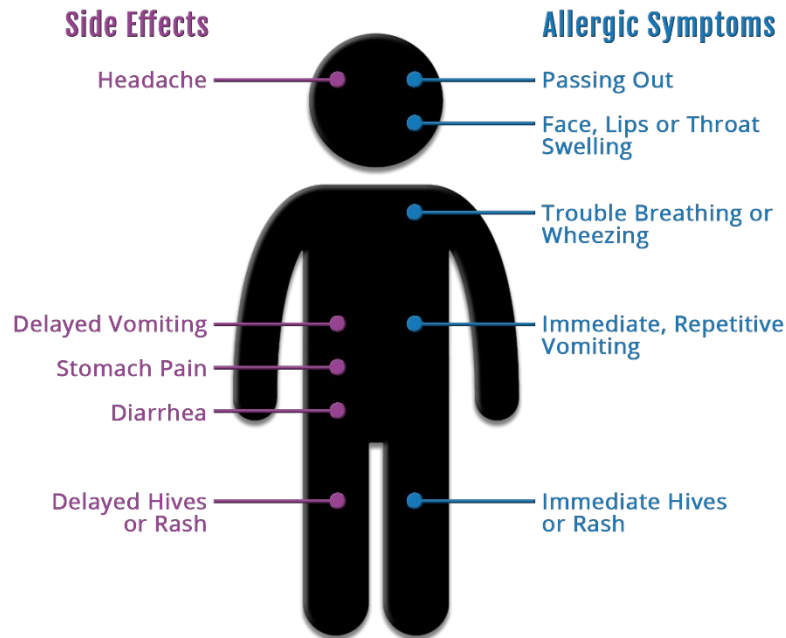 Side Effects
Headache
Delayed Vomiting
Stomach Pain
Diarrhea
Delayed Hives
or Rash
Allergic Symptoms
Passing Out
Face, Lips or Throat
Swelling
Trouble Breathing or
Wheezing
Immediate, Repetitive
Vomiting
Immediate Hives
or Rash